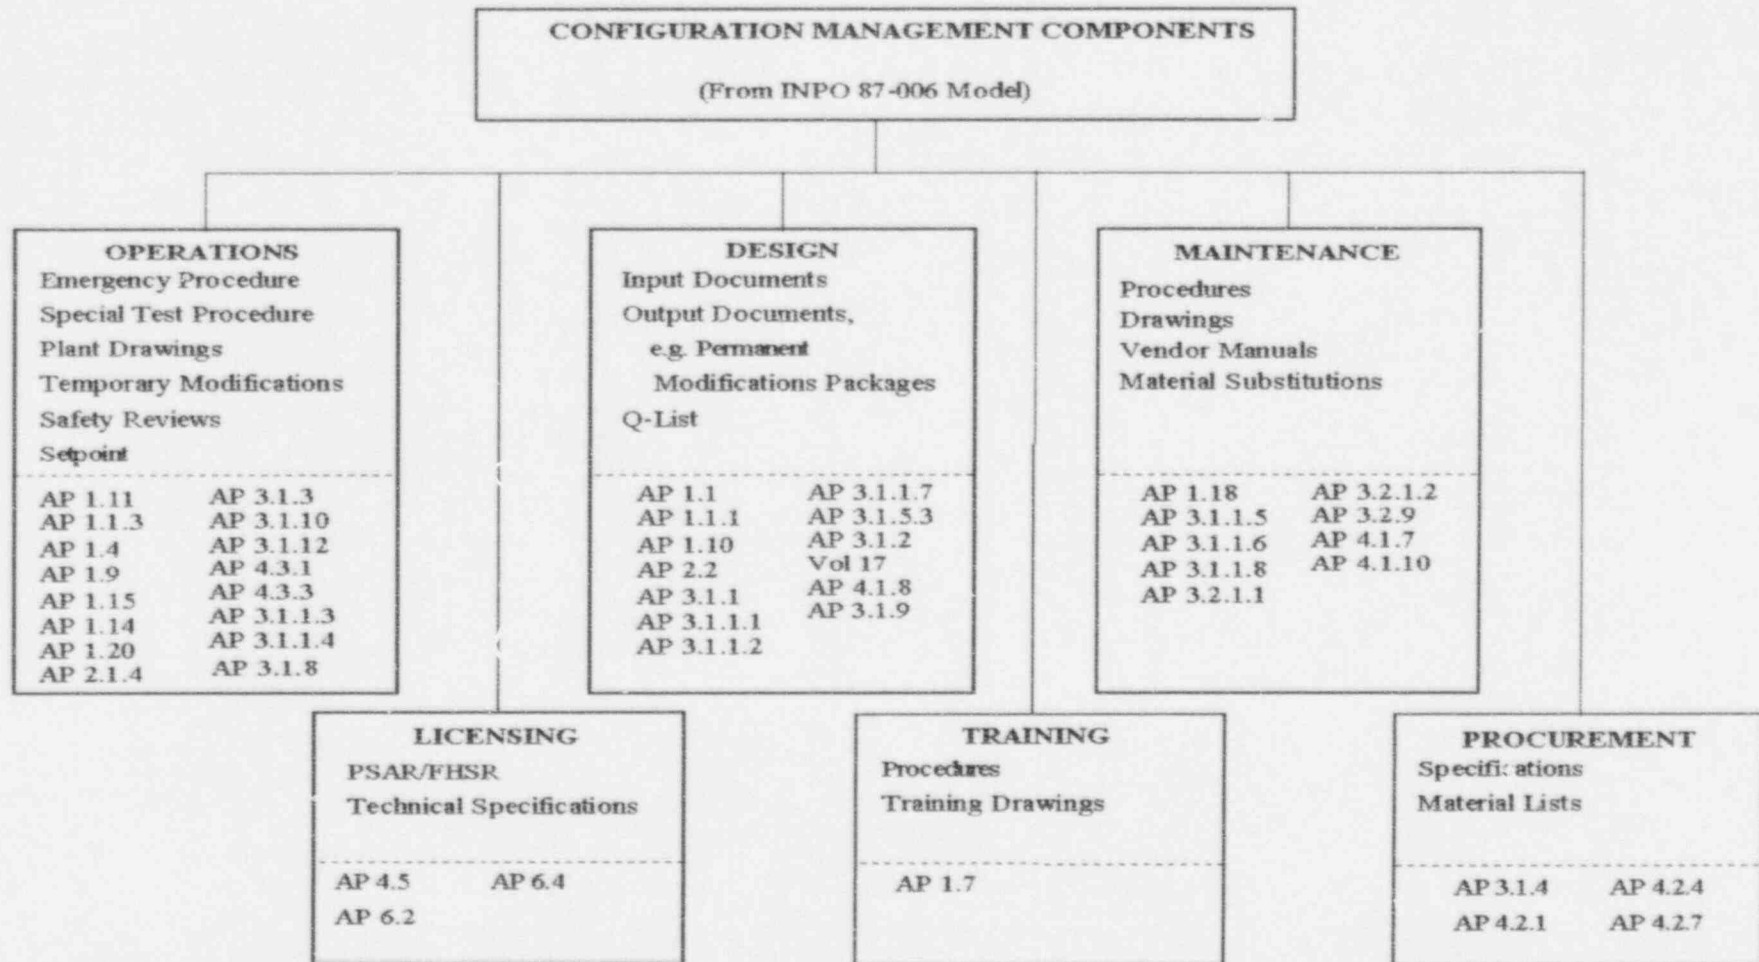 CONFIGURATION MANAGEMENT COMPONENTS
(From INPO 87-006 Model)
OPERATIONS
Emergency Procedure
Special Test Procedure
Plant Drawings
Temporary Modifications
Safety Reviews
Setpoint
AP 1.11 AP 3.1.3
AP 1.1.3 AP 3.1.10
AP 1.4 AP 3.1.12
AP 1.9 AP 4.3.1
AP 1.15 AP 4.3.3
AP 1.14 AP 3.1.1.3
AP 1.20 AP 3.1.1.4
AP 2.1.4 AP 3.1.8
DESIGN
Input Documents
Output Documents,
e.g. Permanent
Modifications Packages
Q-List
AP 1.1 AP 3.1.1.7
AP 1.1.1 AP 3.1.5.3
AP 1.10 AP 3.1.2
AP 2.2 Vol 17
AP 3.1.1 AP 4.1.8
AP 3.1.1.1 AP 3.1.9
AP 3.1.1.2
MAINTENANCE
Procedures
Drawings
Vendor Manuals
Material Substitutions
AP 1.18 AP 3.2.1.2
AP 3.1.1.5 AP 3.2.9
AP 3.1.1.6 AP 4.1.7
AP 3.1.1.8 AP 4.1.10
AP 3.2.1.1
LICENSING
PSAR/FHSR
Technical Specifications
AP 4.5 AP 6.4
AP 6.2
TRAINING
Procedures
Training Drawings
AP 1.7
PROCUREMENT
Specifications
Material Lists
AP 3.1.4 AP 4.2.4
AP 4.2.1 AP 4.2.7